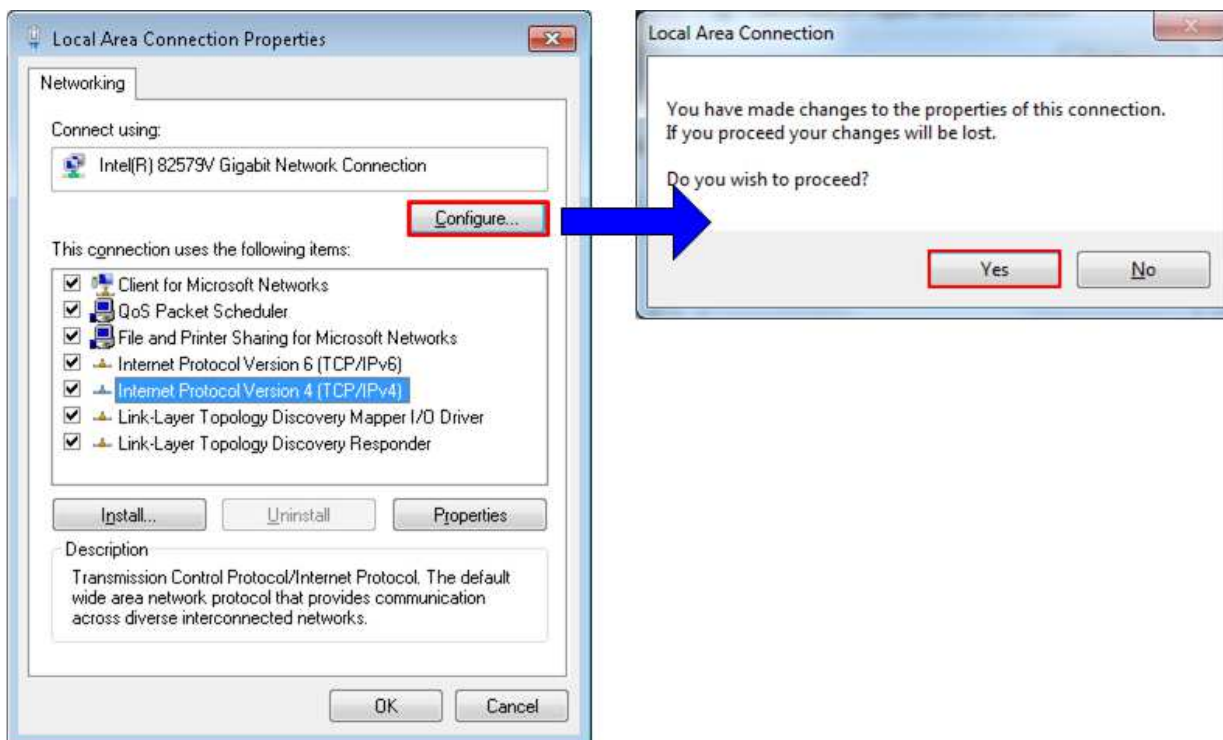 Local Area Connection Properties
Networking
Connect using:
Intel(R) 82579V Gigabit Network Connection
Configure...
This connection uses the following items:
Client for Microsoft Networks
QoS Packet Scheduler
File and Printer Sharing for Microsoft Networks
Internet Protocol Version 6 (TCP/IPv6)
Internet Protocol Version 4 (TCP/IPv4)
Link-Layer Topology Discovery Mapper I/O Driver
Link-Layer Topology Discovery Responder
Install...
Uninstall
Properties
Description
Transmission Control Protocol/Internet Protocol. The default
wide area network protocol that provides communication
across diverse interconnected networks.
OK
Cancel
Local Area Connection
You have made changes to the properties of this connection.
If you proceed your changes will be lost.
Do you wish to proceed?
Yes
No